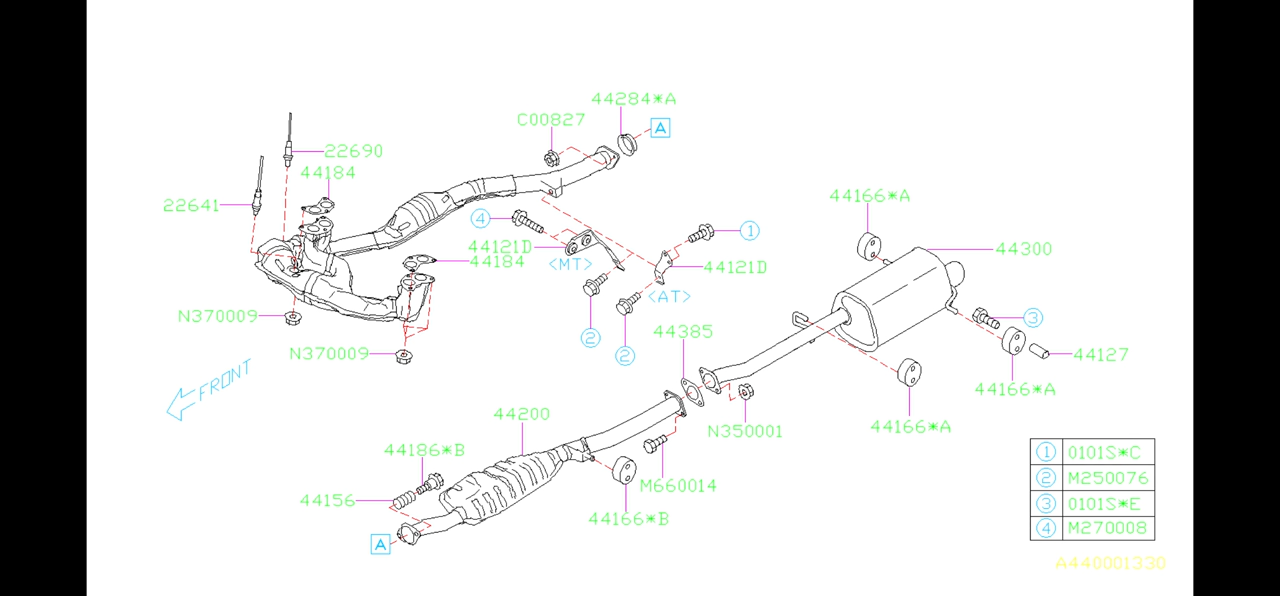 44284*A
C00827
A
22690
44184
22641
44166*A
4
1
44121D
<MT>
44184
44121D
44300
<AT>
N370009
2
2
3
44385
N370009
44127
FRONT
44166*A
44200
N350001
44166*A
44186*B
44156
M660014
44166*B
A
1 0101S*C
2 M250076
3 0101S*E
4 M270008
A440001330